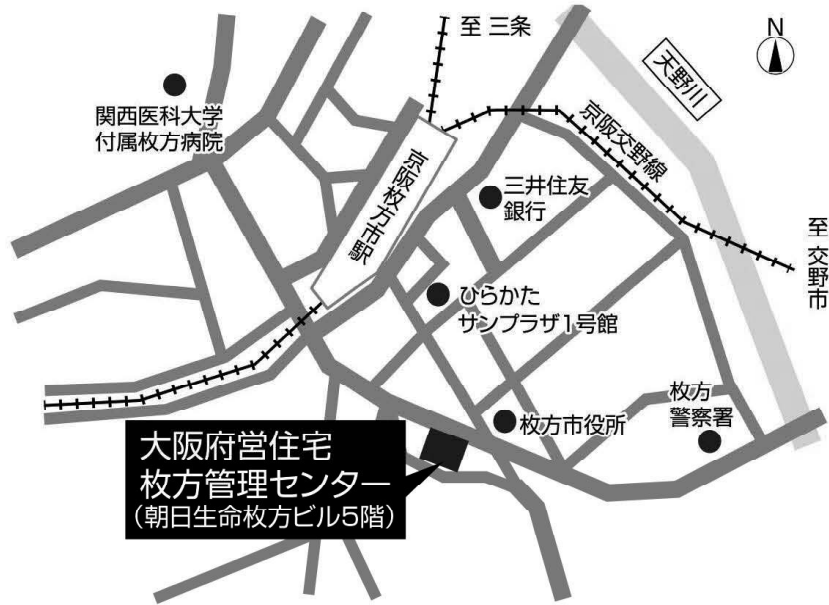 至 三条
N
天野川
関西医科大学
付属枚方病院
京阪交野線
京阪枚方市駅
三井住友
銀行
至 交野市
ひらかた
サンプラザ1号館
枚方
警察署
枚方市役所
大阪府営住宅
枚方管理センター
(朝日生命枚方ビル5階)